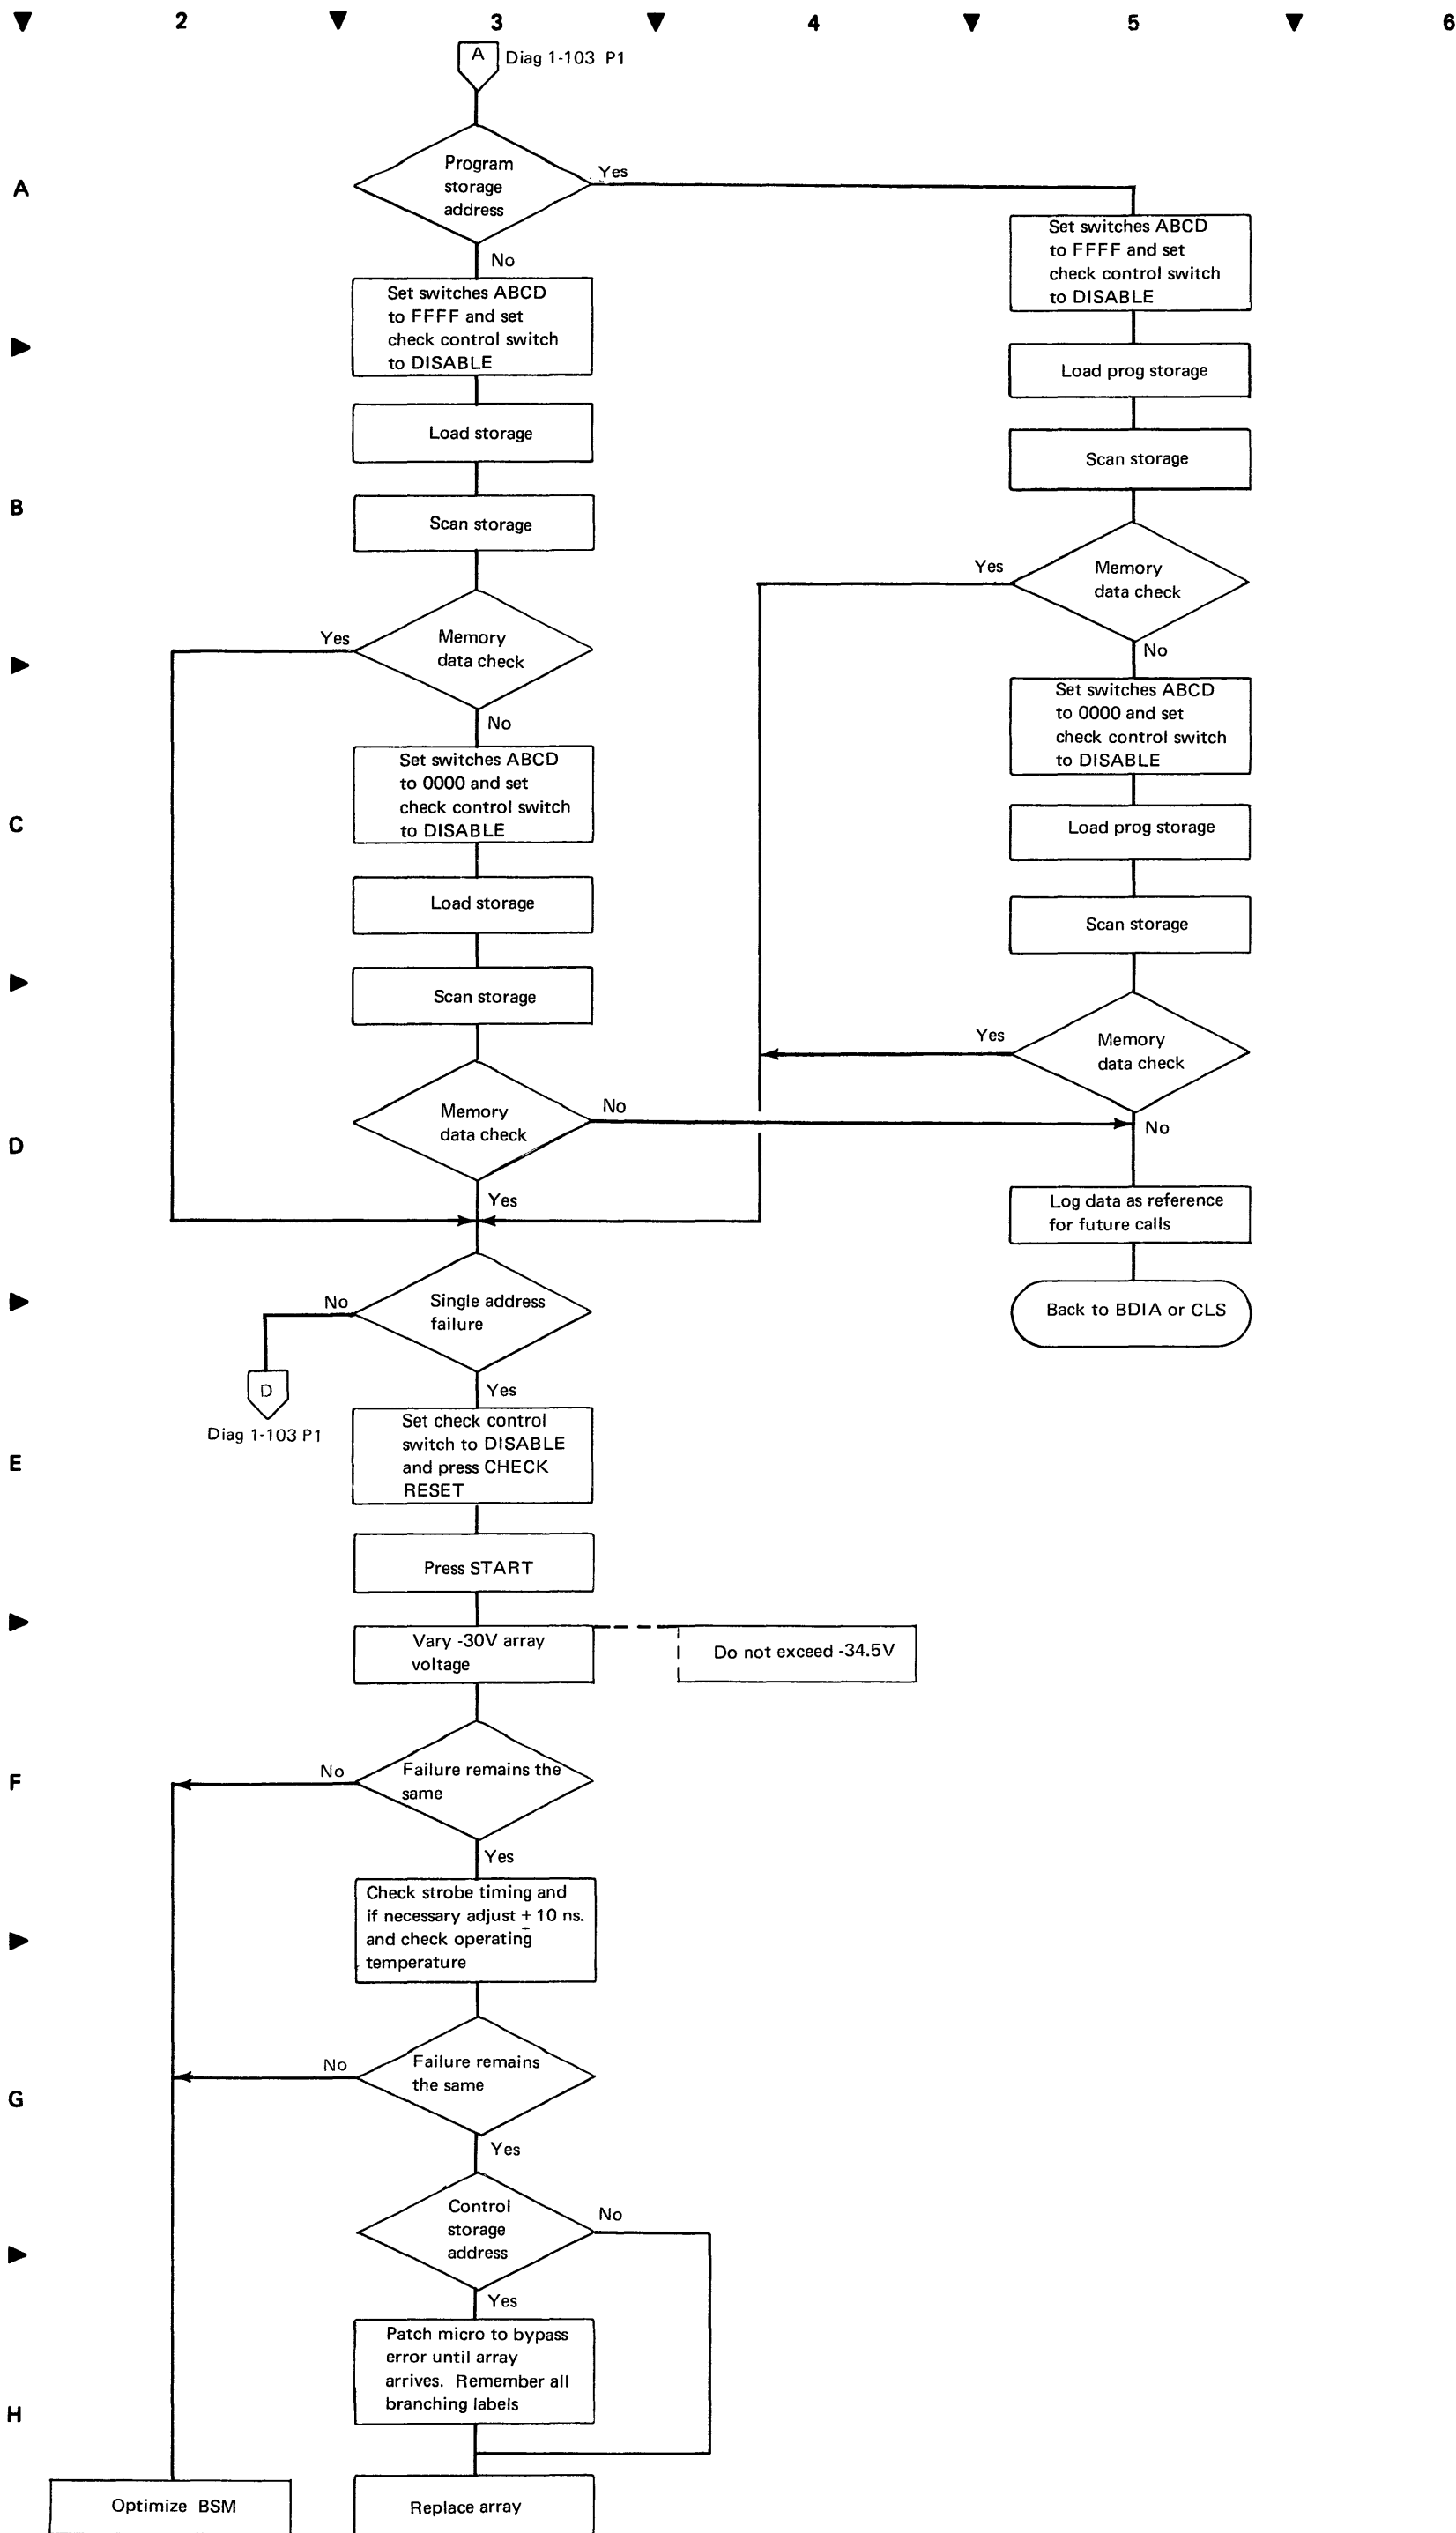 2 3 4 5 6
A Diag 1-103 P1
Program
storage
address
Yes
No
A
Set switches ABCD
to FFFF and set
check control switch
to DISABLE
Load prog storage
Scan storage
Memory
data check
Yes
No
Set switches ABCD
to 0000 and set
check control switch
to DISABLE
Load prog storage
Scan storage
Memory
data check
Yes
No
Log data as reference
for future calls
Back to BDIA or CLS
Set switches ABCD
to FFFF and set
check control switch
to DISABLE
Load storage
B
Scan storage
Memory
data check
Yes
No
Set switches ABCD
to 0000 and set
check control switch
to DISABLE
C
Load storage
Scan storage
Memory
data check
No
Yes
D
Single address
failure
No
D
Diag 1-103 P1
Yes
Set check control
switch to DISABLE
and press CHECK
RESET
E
Press START
Vary -30V array
voltage
Do not exceed -34.5V
Failure remains the
same
No
Yes
F
Check strobe timing and
if necessary adjust ± 10 ns.
and check operating
temperature
Failure remains
the same
No
Yes
G
Control
storage
address
No
Yes
Patch micro to bypass
error until array
arrives. Remember all
branching labels
H
Optimize BSM
Replace array